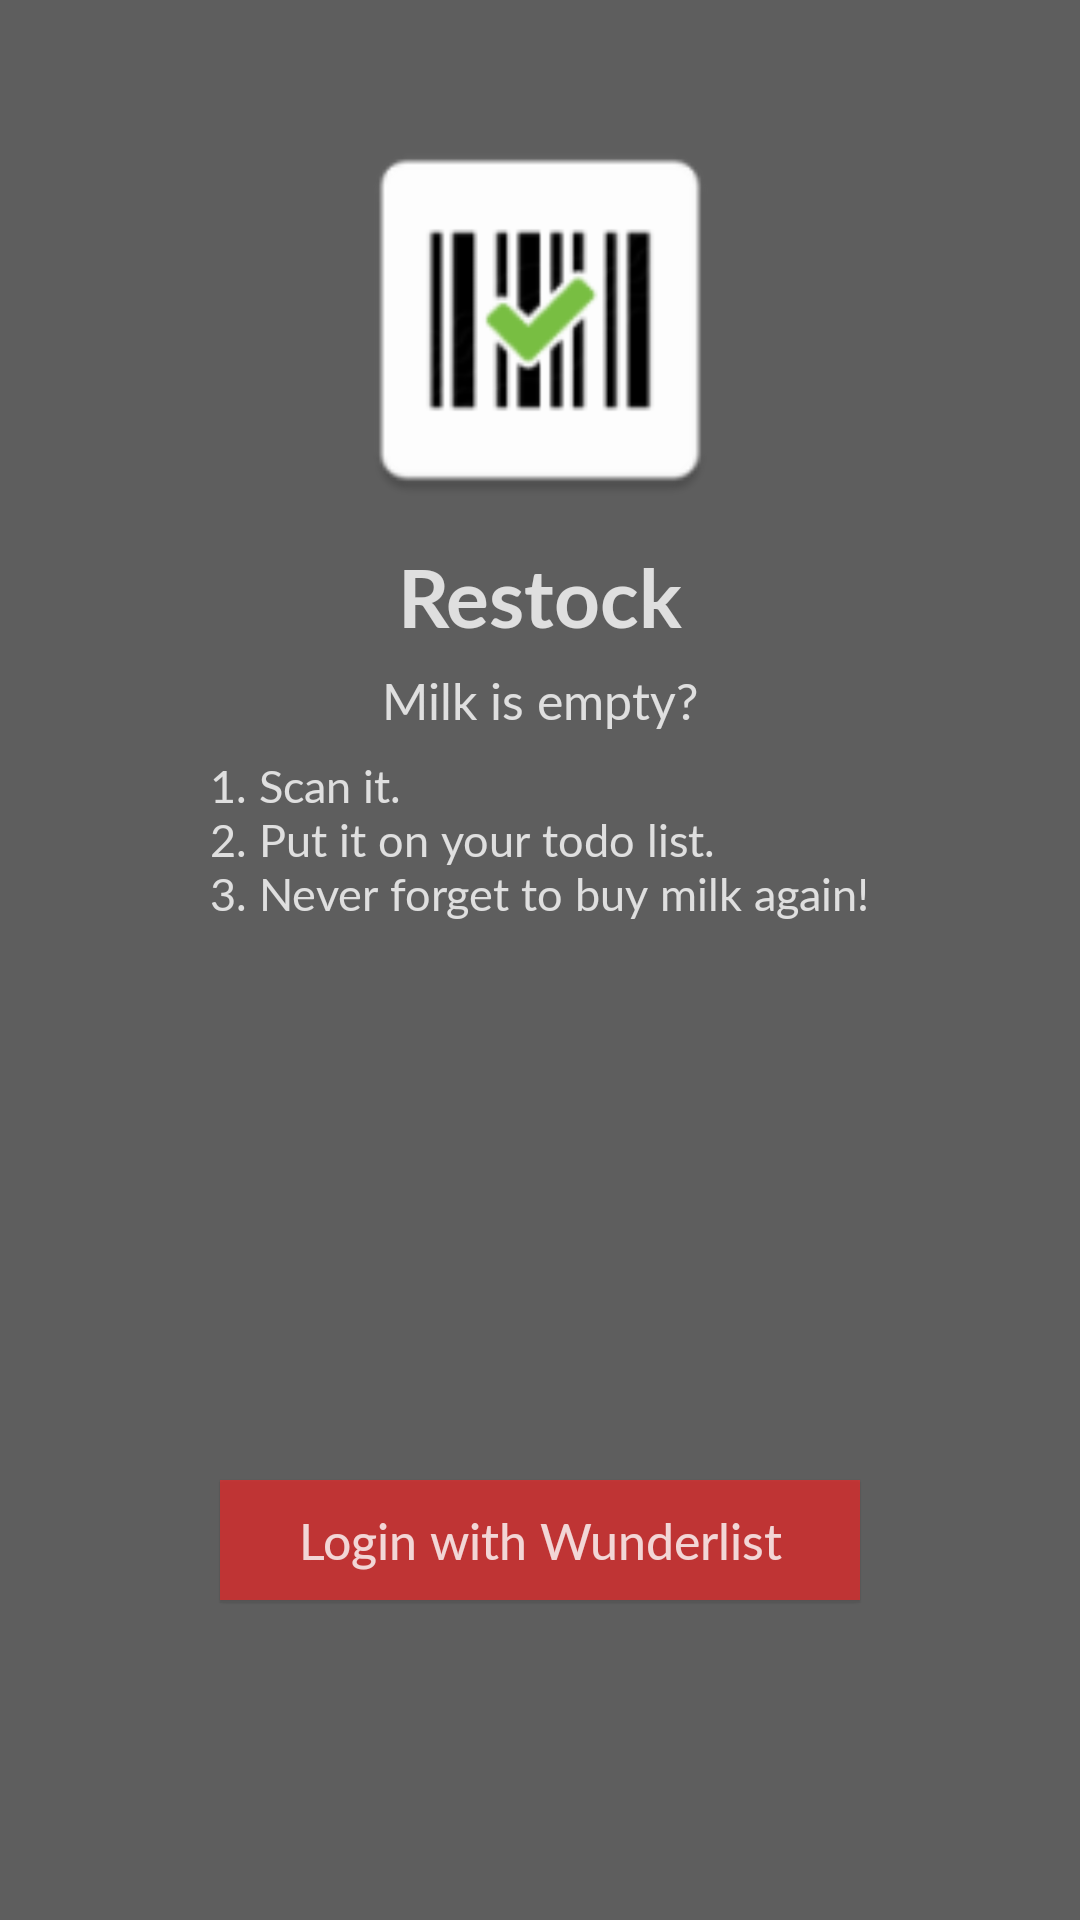 Restock
Milk is empty?
1. Scan it.
2. Put it on your todo list.
3. Never forget to buy milk again!
Login with Wunderlist